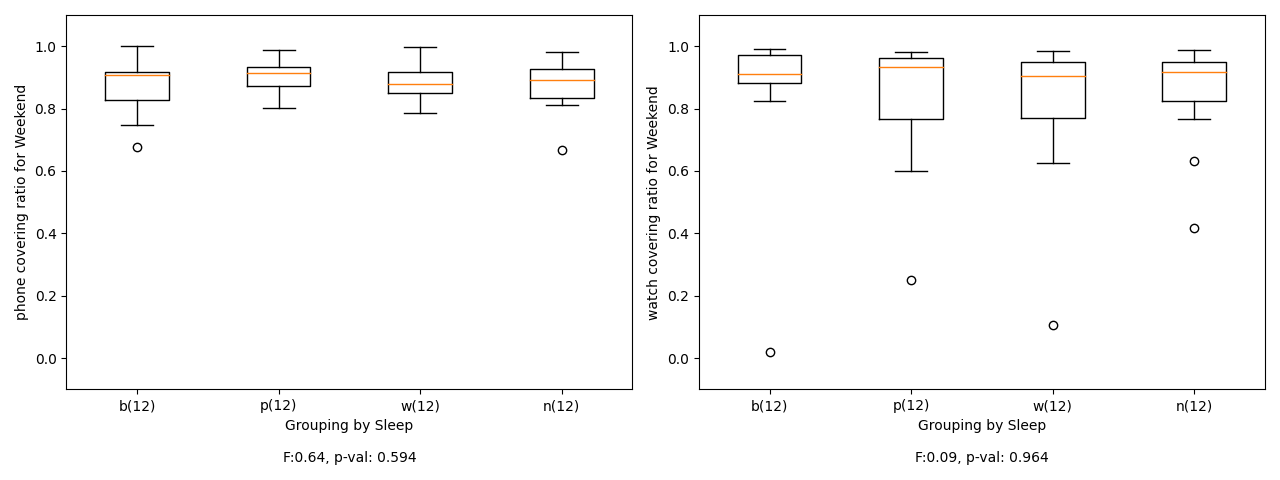 phone covering ratio for Weekend
1.0
0.8
0.6
0.4
0.2
0.0
b(12) p(12) w(12) n(12)
Grouping by Sleep
F:0.64, p-val: 0.594
watch covering ratio for Weekend
1.0
0.8
0.6
0.4
0.2
0.0
b(12) p(12) w(12) n(12)
Grouping by Sleep
F:0.09, p-val: 0.964